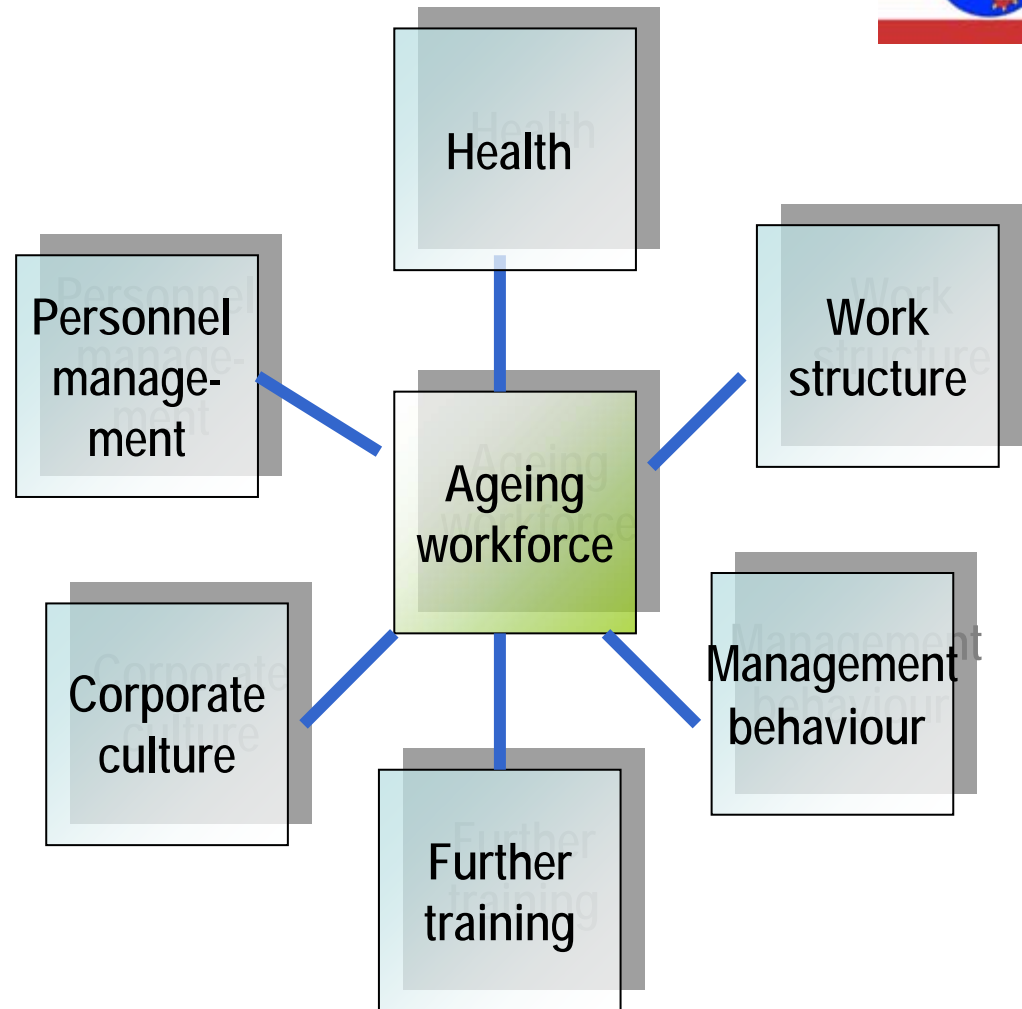 Health
Personnel
manage-
ment
Work
structure
Ageing
workforce
Corporate
culture
Management
behaviour
Further
training